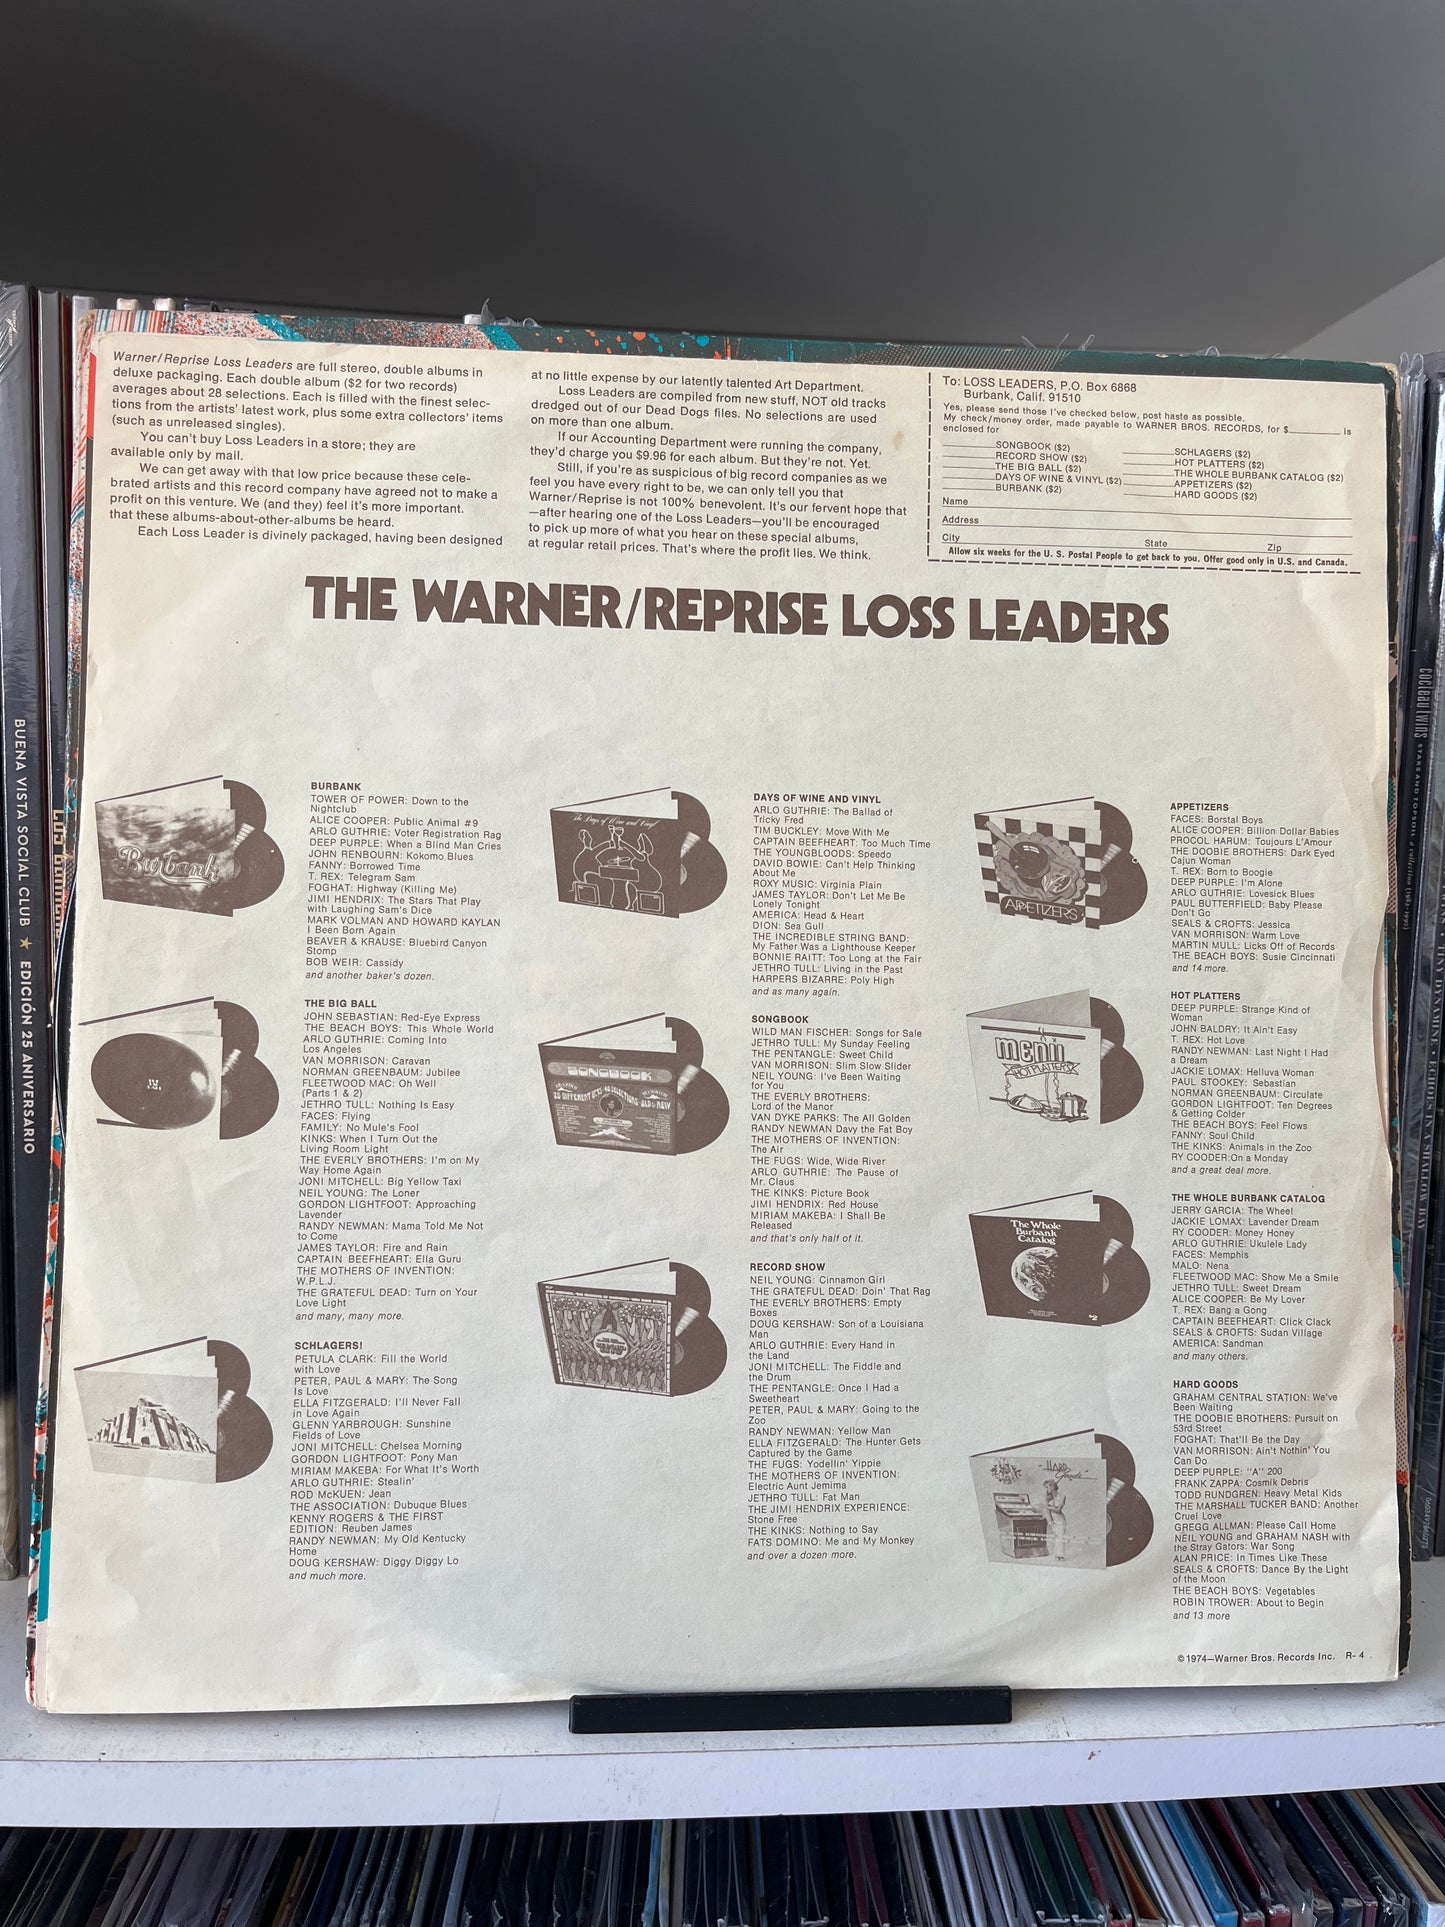 Warner/Reprise Loss Leaders are full stereo, double albums in
deluxe packaging. Each double album ($2 for two records)
averages about 28 selections. Each is filled with the finest selec-
tions from the artists' latest work, plus some extra collectors' items
(such as unreleased singles).
You can't buy Loss Leaders in a store; they are
available only by mail.
We can get away with that low price because these cele-
brated artists and this record company have agreed not to make a
profit on this venture. We (and they) feel it's more important.
that these albums-about-other-albums be heard.
Each Loss Leader is divinely packaged, having been designed
at no little expense by our latently talented Art Department.
Loss Leaders are compiled from new stuff, NOT old tracks
dredged out of our Dead Dogs files. No selections are used
on more than one album.
If our Accounting Department were running the company,
they'd charge you $9.96 for each album. But they're not. Yet.
Still, if you're as suspicious of big record companies as we
feel you have every right to be, we can only tell you that
Warner/Reprise is not 100% benevolent. It's our fervent hope that
—after hearing one of the Loss Leaders—you'll be encouraged
to pick up more of what you hear on these special albums,
at regular retail prices. That's where the profit lies. We think.
To: LOSS LEADERS, P.O. Box 6868
Burbank, Calif. 91510
Yes, please send those I've checked below, post haste as possible.
My check/money order, made payable to WARNER BROS. RECORDS, for $ is
enclosed for
SONGBOOK ($2)
RECORD SHOW ($2)
THE BIG BALL ($2)
DAYS OF WINE & VINYL ($2)
BURBANK ($2)
SCHLAGERS ($2)
HOT PLATTERS ($2)
THE WHOLE BURBANK CATALOG ($2)
APPETIZERS ($2)
HARD GOODS ($2)
Name
Address
City State Zip
Allow six weeks for the U. S. Postal People to get back to you. Offer good only in U.S. and Canada.
THE WARNER/REPRISE LOSS LEADERS
Burbank
BURBANK
TOWER OF POWER: Down to the
Nightclub
ALICE COOPER: Public Animal #9
ARLO GUTHRIE: Voter Registration Rag
DEEP PURPLE: When a Blind Man Cries
JOHN RENBOURN: Kokomo Blues
FANNY: Borrowed Time
T. REX: Telegram Sam
FOGHAT: Highway (Killing Me)
JIMI HENDRIX: The Stars That Play
with Laughing Sam's Dice
MARK VOLMAN AND HOWARD KAYLAN
I Been Born Again
BEAVER & KRAUSE: Bluebird Canyon
Stomp
BOB WEIR: Cassidy
and another baker's dozen.
THE BIG BALL
JOHN SEBASTIAN: Red-Eye Express
THE BEACH BOYS: This Whole World
ARLO GUTHRIE: Coming Into
Los Angeles
VAN MORRISON: Caravan
NORMAN GREENBAUM: Jubilee
FLEETWOOD MAC: Oh Well
(Parts 1 & 2)
JETHRO TULL: Nothing Is Easy
FACES: Flying
FAMILY: No Mule's Fool
KINKS: When I Turn Out the
Living Room Light
THE EVERLY BROTHERS: I'm on My
Way Home Again
JONI MITCHELL: Big Yellow Taxi
NEIL YOUNG: The Loner
GORDON LIGHTFOOT: Approaching
Lavender
RANDY NEWMAN: Mama Told Me Not
to Come
JAMES TAYLOR: Fire and Rain
CAPTAIN BEEFHEART: Ella Guru
THE MOTHERS OF INVENTION:
W.P.L.J.
THE GRATEFUL DEAD: Turn on Your
Love Light
and many, many more.
SCHLAGERS!
PETULA CLARK: Fill the World
with Love
PETER, PAUL & MARY: The Song
Is Love
ELLA FITZGERALD: I'll Never Fall
in Love Again
GLENN YARBROUGH: Sunshine
Fields of Love
JONI MITCHELL: Chelsea Morning
GORDON LIGHTFOOT: Pony Man
MIRIAM MAKEBA: For What It's Worth
ARLO GUTHRIE: Stealin'
ROD McKUEN: Jean
THE ASSOCIATION: Dubuque Blues
KENNY ROGERS & THE FIRST
EDITION: Reuben James
RANDY NEWMAN: My Old Kentucky
Home
DOUG KERSHAW: Diggy Diggy Lo
and much more.
The Days of Wine and Vinyl
DAYS OF WINE AND VINYL
ARLO GUTHRIE: The Ballad of
Tricky Fred
TIM BUCKLEY: Move With Me
CAPTAIN BEEFHEART: Too Much Time
THE YOUNGBLOODS: Speedo
DAVID BOWIE: Can't Help Thinking
About Me
ROXY MUSIC: Virginia Plain
JAMES TAYLOR: Don't Let Me Be
Lonely Tonight
AMERICA: Head & Heart
DION: Sea Gull
THE INCREDIBLE STRING BAND:
My Father Was a Lighthouse Keeper
BONNIE RAITT: Too Long at the Fair
JETHRO TULL: Living in the Past
HARPERS BIZARRE: Poly High
and as many again.
SONGBOOK
SONGBOOK
WILD MAN FISCHER: Songs for Sale
JETHRO TULL: My Sunday Feeling
THE PENTANGLE: Sweet Child
VAN MORRISON: Slim Slow Slider
NEIL YOUNG: I've Been Waiting
for You
THE EVERLY BROTHERS:
Lord of the Manor
VAN DYKE PARKS: The All Golden
RANDY NEWMAN Davy the Fat Boy
THE MOTHERS OF INVENTION:
The Air
THE FUGS: Wide, Wide River
ARLO GUTHRIE: The Pause of
Mr. Claus
THE KINKS: Picture Book
JIMI HENDRIX: Red House
MIRIAM MAKEBA: I Shall Be
Released
and that's only half of it.
RECORD SHOW
NEIL YOUNG: Cinnamon Girl
THE GRATEFUL DEAD: Doin' That Rag
THE EVERLY BROTHERS: Empty
Boxes
DOUG KERSHAW: Son of a Louisiana
Man
ARLO GUTHRIE: Every Hand in
the Land
JONI MITCHELL: The Fiddle and
the Drum
THE PENTANGLE: Once I Had a
Sweetheart
PETER, PAUL & MARY: Going to the
Zoo
RANDY NEWMAN: Yellow Man
ELLA FITZGERALD: The Hunter Gets
Captured by the Game
THE FUGS: Yodellin' Yippie
THE MOTHERS OF INVENTION:
Electric Aunt Jemima
JETHRO TULL: Fat Man
THE JIMI HENDRIX EXPERIENCE:
Stone Free
THE KINKS: Nothing to Say
FATS DOMINO: Me and My Monkey
and over a dozen more.
APPETIZERS
APPETIZERS
FACES: Borstal Boys
ALICE COOPER: Billion Dollar Babies
PROCOL HARUM: Toujours L'Amour
THE DOOBIE BROTHERS: Dark Eyed
Cajun Woman
T. REX: Born to Boogie
DEEP PURPLE: I'm Alone
ARLO GUTHRIE: Lovesick Blues
PAUL BUTTERFIELD: Baby Please
Don't Go
SEALS & CROFTS: Jessica
VAN MORRISON: Warm Love
MARTIN MULL: Licks Off of Records
THE BEACH BOYS: Susie Cincinnati
and 14 more.
menu
HOT PLATTERS
HOT PLATTERS
DEEP PURPLE: Strange Kind of
Woman
JOHN BALDRY: It Ain't Easy
T. REX: Hot Love
RANDY NEWMAN: Last Night I Had
a Dream
JACKIE LOMAX: Helluva Woman
PAUL STOOKEY: Sebastian
NORMAN GREENBAUM: Circulate
GORDON LIGHTFOOT: Ten Degrees
& Getting Colder
THE BEACH BOYS: Feel Flows
FANNY: Soul Child
THE KINKS: Animals in the Zoo
RY COODER:On a Monday
and a great deal more.
The Whole
Burbank
Catalog
$2
THE WHOLE BURBANK CATALOG
JERRY GARCIA: The Wheel
JACKIE LOMAX: Lavender Dream
RY COODER: Money Honey
ARLO GUTHRIE: Ukulele Lady
FACES: Memphis
MALO: Nena
FLEETWOOD MAC: Show Me a Smile
JETHRO TULL: Sweet Dream
ALICE COOPER: Be My Lover
T. REX: Bang a Gong
CAPTAIN BEEFHEART: Click Clack
SEALS & CROFTS: Sudan Village
AMERICA: Sandman
and many others.
HARD
Goods
HARD GOODS
GRAHAM CENTRAL STATION: We've
Been Waiting
THE DOOBIE BROTHERS: Pursuit on
53rd Street
FOGHAT: That'll Be the Day
VAN MORRISON: Ain't Nothin' You
Can Do
DEEP PURPLE: "A" 200
FRANK ZAPPA: Cosmik Debris
TODD RUNDGREN: Heavy Metal Kids
THE MARSHALL TUCKER BAND: Another
Cruel Love
GREGG ALLMAN: Please Call Home
NEIL YOUNG and GRAHAM NASH with
the Stray Gators: War Song
ALAN PRICE: In Times Like These
SEALS & CROFTS: Dance By the Light
of the Moon
THE BEACH BOYS: Vegetables
ROBIN TROWER: About to Begin
and 13 more
©1974—Warner Bros. Records Inc. R-4
BUENA VISTA SOCIAL CLUB ★ EDICIÓN 25 ANIVERSARIO
cocteau twins STARS AND TOPSOIL a collection (1982-1990)
TINY DYNAMINE • ECHOES IN A SHALLOW BAY